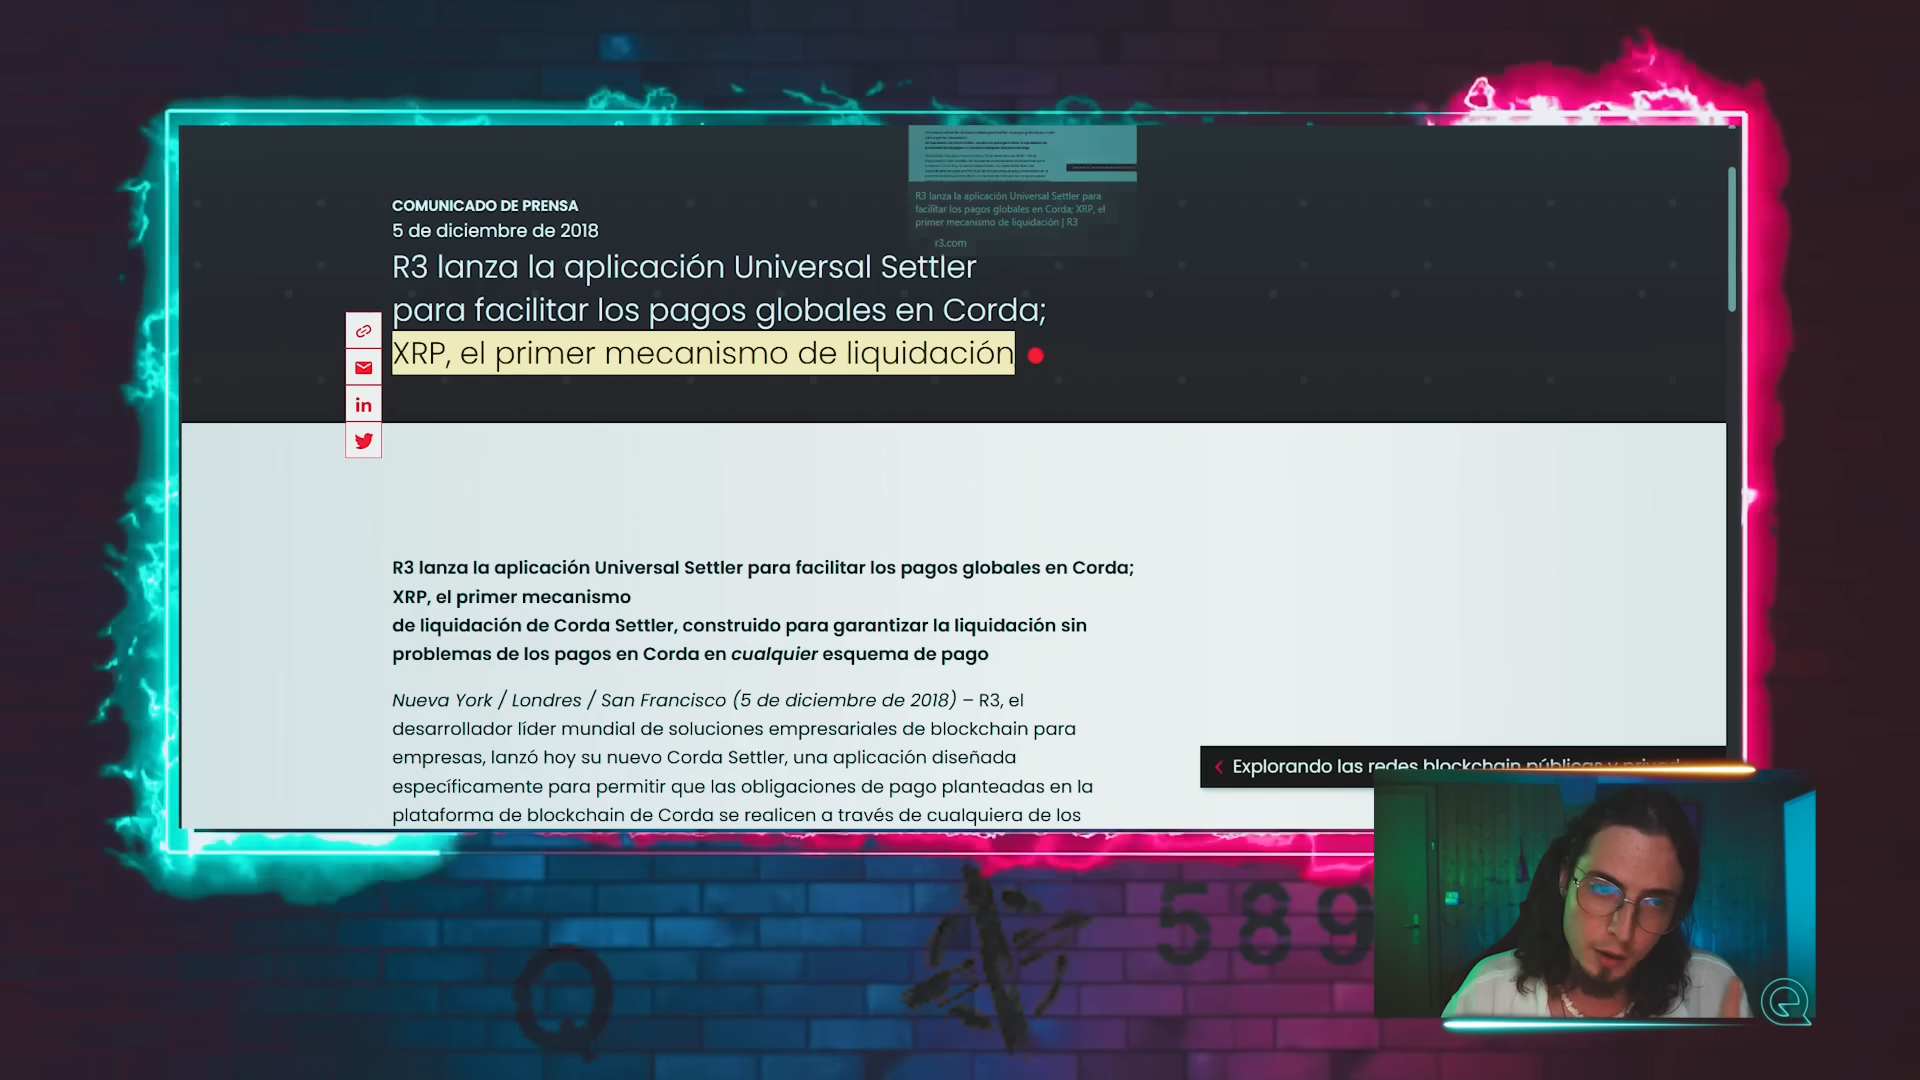 COMUNICADO DE PRENSA
5 de diciembre de 2018
R3 lanza la aplicación Universal Settler
para facilitar los pagos globales en Corda;
XRP, el primer mecanismo de liquidación
R3 lanza la aplicación Universal Settler para
facilitar los pagos globales en Corda; XRP, el
primer mecanismo de liquidación | R3
r3.com
in
R3 lanza la aplicación Universal Settler para facilitar los pagos globales en Corda;
XRP, el primer mecanismo
de liquidación de Corda Settler, construido para garantizar la liquidación sin
problemas de los pagos en Corda en cualquier esquema de pago
Nueva York / Londres / San Francisco (5 de diciembre de 2018) – R3, el
desarrollador líder mundial de soluciones empresariales de blockchain para
empresas, lanzó hoy su nuevo Corda Settler, una aplicación diseñada
específicamente para permitir que las obligaciones de pago planteadas en la
plataforma de blockchain de Corda se realicen a través de cualquiera de los
Explorando las redes blockchain públicas y
Q
589